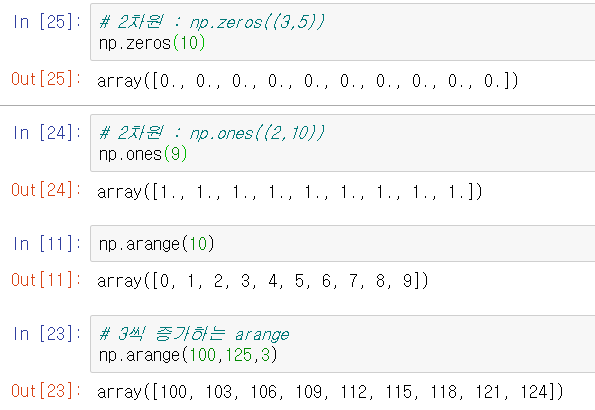 In [25]: # 2차원 : np.zeros((3,5))
np.zeros(10)
Out[25]: array([0., 0., 0., 0., 0., 0., 0., 0., 0., 0.])
In [24]: # 2차원 : np.ones((2,10))
np.ones(9)
Out[24]: array([1., 1., 1., 1., 1., 1., 1., 1., 1.])
In [11]: np.arange(10)
Out[11]: array([0, 1, 2, 3, 4, 5, 6, 7, 8, 9])
In [23]: # 3씩 증가하는 arange
np.arange(100,125,3)
Out[23]: array([100, 103, 106, 109, 112, 115, 118, 121, 124])